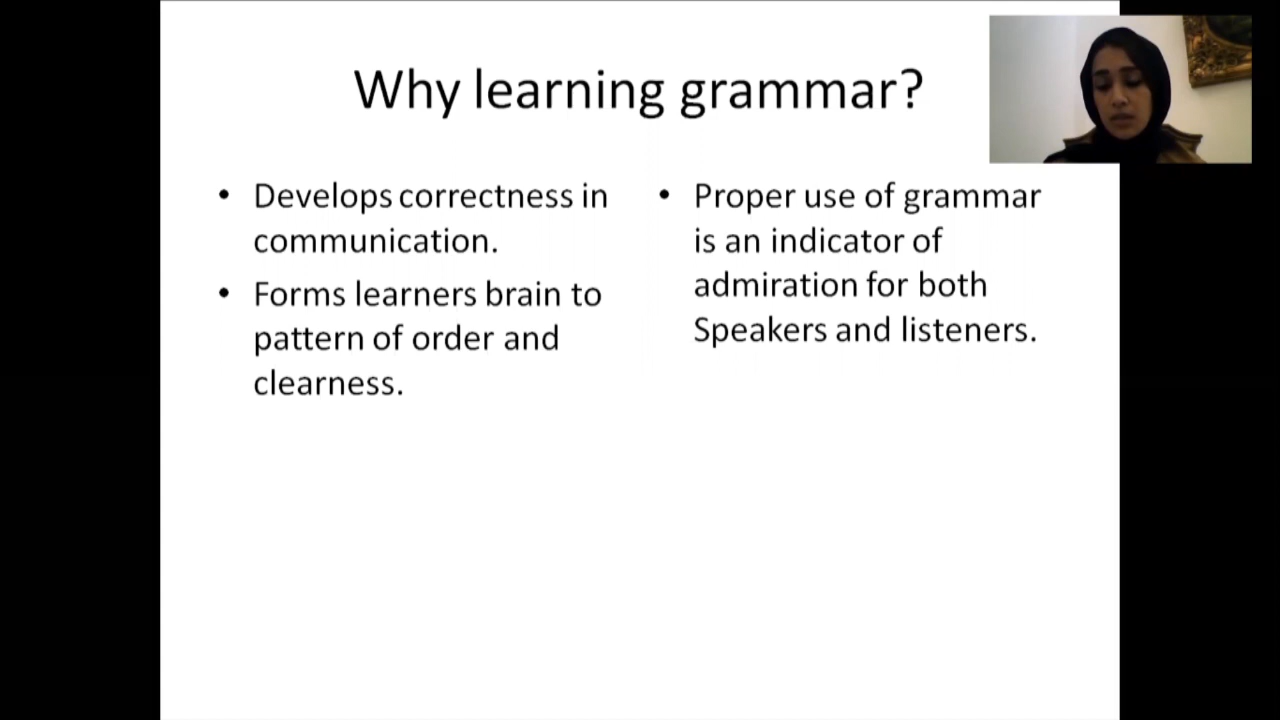 Why learning grammar?
• Develops correctness in
communication.
• Forms learners brain to
pattern of order and
clearness.
• Proper use of grammar
is an indicator of
admiration for both
Speakers and listeners.